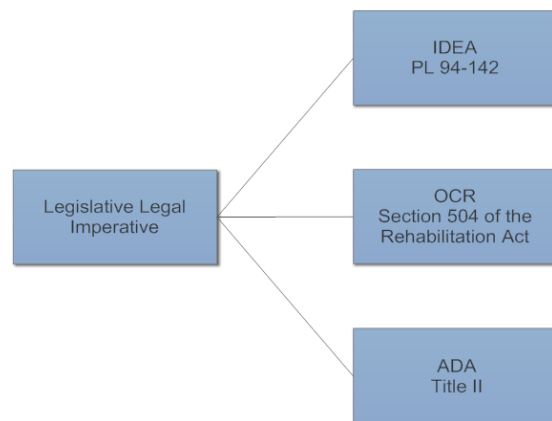 IDEA
PL 94-142
Legislative Legal
Imperative
OCR
Section 504 of the
Rehabilitation Act
ADA
Title II